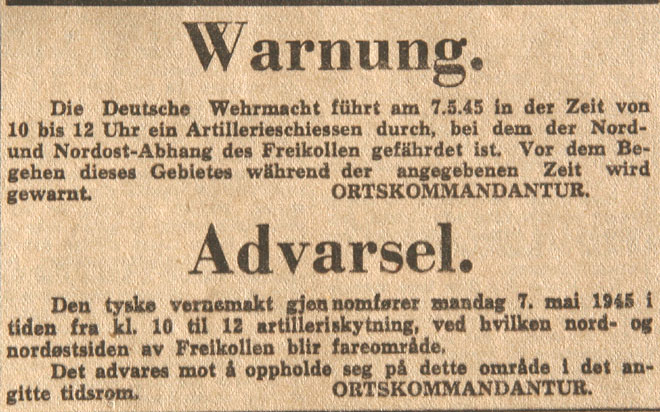 Warnung.
Die Deutsche Wehrmacht führt am 7.5.45 in der Zeit von
10 bis 12 Uhr ein Artillerieschiessen durch, bei dem der Nord-
und Nordost-Abhang des Freikollen gefährdet ist. Vor dem Be-
gehen dieses Gebietes während der angegebenen Zeit wird
gewarnt. ORTSKOMMANDANTUR.
Advarsel.
Den tyske vernemakt gjennomfører mandag 7. mai 1945 i
tiden fra kl. 10 til 12 artilleriskytning, ved hvilken nord- og
nordøstsiden av Freikollen blir fareområde.
Det advares mot å oppholde seg på dette område i det an-
gitte tidsrom. ORTSKOMMANDANTUR.